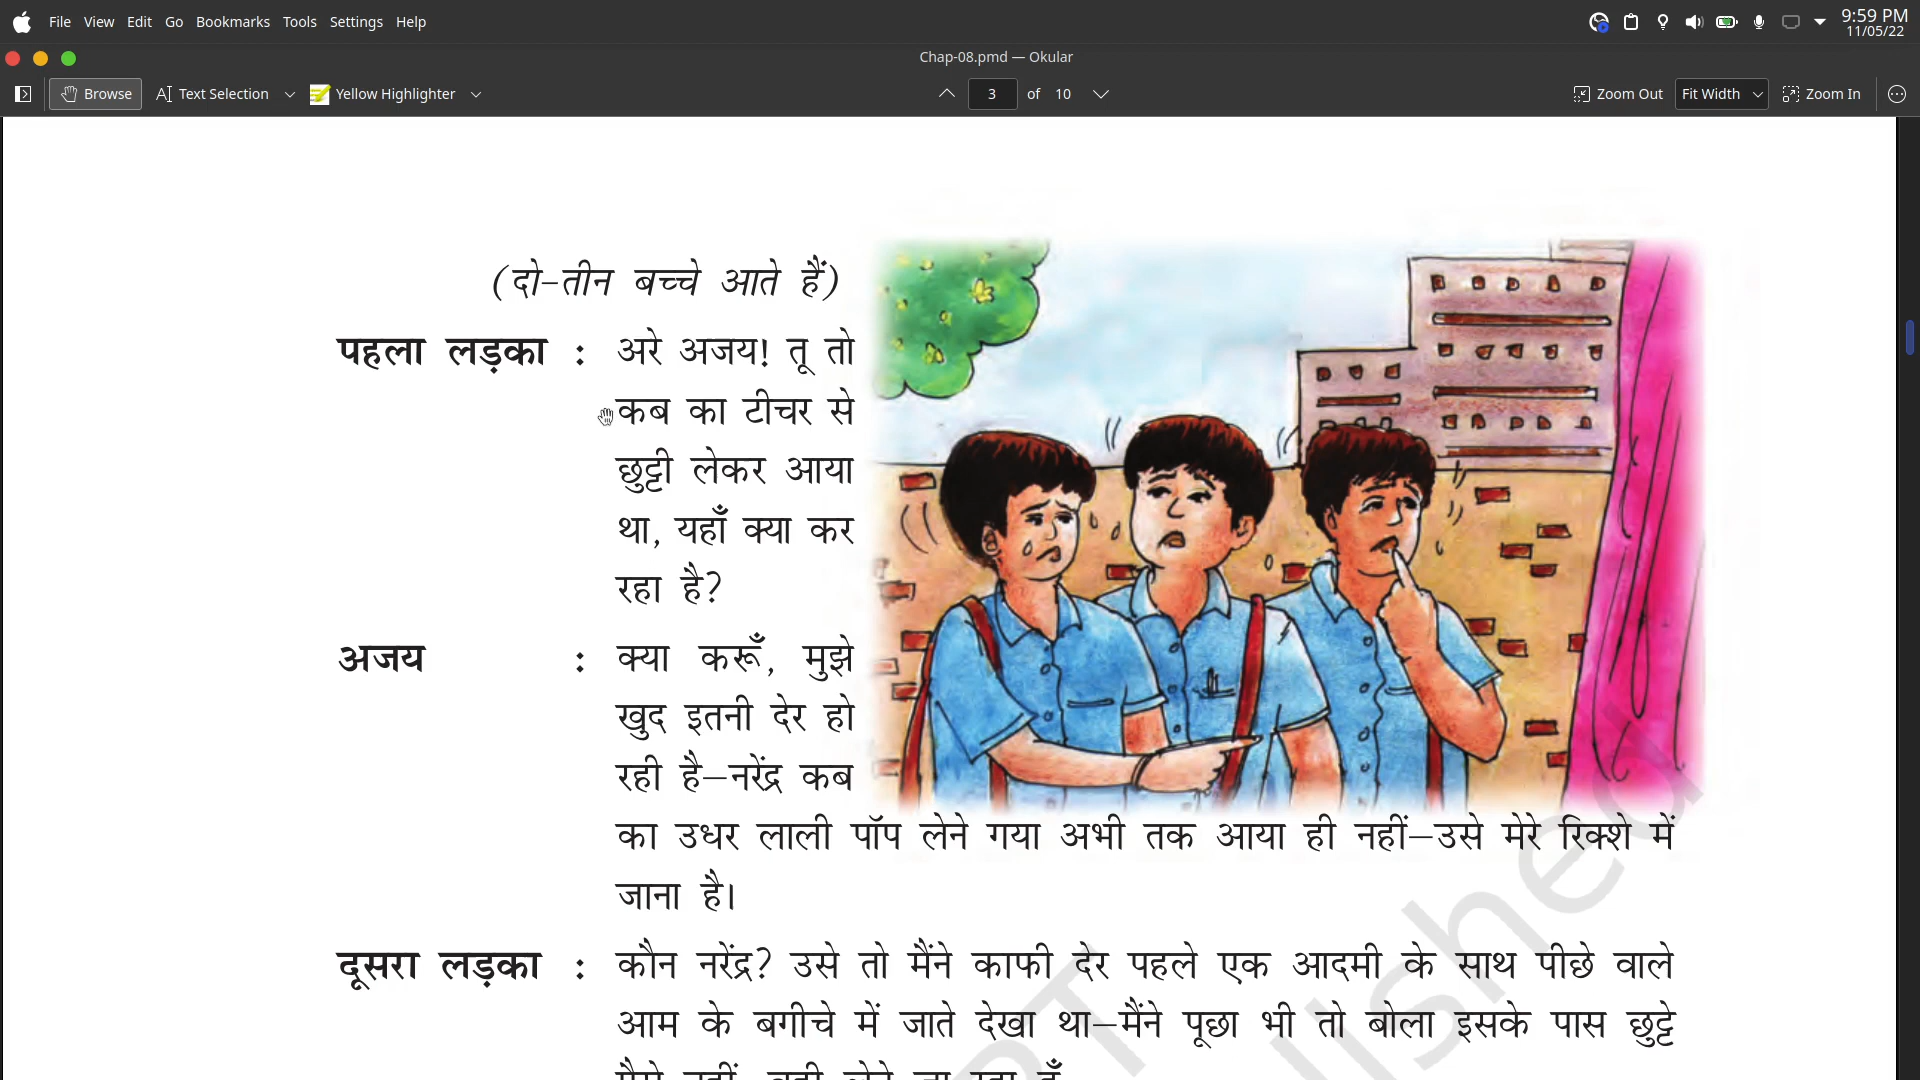 File View Edit Go Bookmarks Tools Settings Help
9:59 PM
11/05/22
Chap-08.pmd — Okular
Browse Text Selection Yellow Highlighter 3 of 10 Zoom Out Fit Width Zoom In
(दो-तीन बच्चे आते हैं)
पहला लड़का : अरे अजय! तू तो
कब का टीचर से
छुट्टी लेकर आया
था, यहाँ क्या कर
रहा है?
अजय : क्या करूँ, मुझे
खुद इतनी देर हो
रही है–नरेंद्र कब
का उधर लाली पॉप लेने गया अभी तक आया ही नहीं–उसे मेरे रिक्शे में
जाना है।
दूसरा लड़का : कौन नरेंद्र? उसे तो मैंने काफी देर पहले एक आदमी के साथ पीछे वाले
आम के बगीचे में जाते देखा था–मैंने पूछा भी तो बोला इसके पास छुट्टे